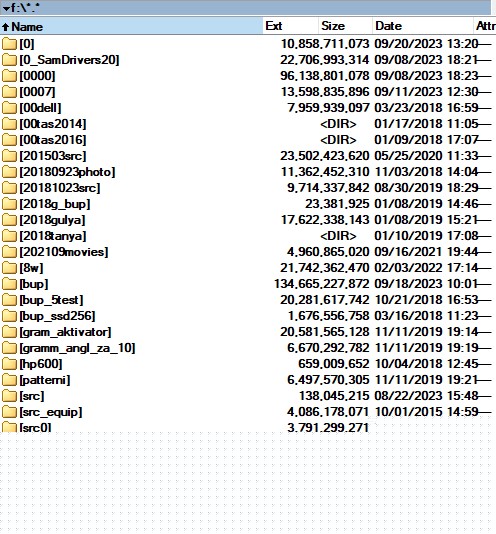 f:\*.*
Name Ext Size Date Attr
[0] 10,858,711,073 09/20/2023 13:20—
[0_SamDrivers20] 22,706,993,314 09/08/2023 18:21—
[0000] 96,138,801,078 09/08/2023 18:23—
[0007] 13,598,835,896 09/11/2023 12:30—
[00dell] 7,959,939,097 03/23/2018 16:59—
[00tas2014] <DIR> 01/17/2018 11:05—
[00tas2016] <DIR> 01/09/2018 17:07—
[201503src] 23,502,423,620 05/25/2020 11:33—
[20180923photo] 11,362,452,310 11/03/2018 14:04—
[20181023src] 9,714,337,842 08/30/2019 18:29—
[2018g_bup] 23,381,925 01/08/2019 14:46—
[2018gulya] 17,622,338,143 01/08/2019 15:21—
[2018tanya] <DIR> 01/10/2019 17:08—
[202109movies] 4,960,865,020 09/16/2021 19:44—
[8w] 21,742,362,470 02/03/2022 17:14—
[bup] 134,665,227,872 09/18/2023 10:01—
[bup_5test] 20,281,617,742 10/21/2018 16:53—
[bup_ssd256] 1,676,556,758 03/16/2018 11:23—
[gram_aktivator] 20,581,565,128 11/11/2019 19:14—
[gramm_angl_za_10] 6,670,292,782 11/11/2019 19:19—
[hp600] 659,009,652 10/04/2018 12:45—
[patterni] 6,497,570,305 11/11/2019 19:21—
[src] 138,045,215 08/22/2023 15:48—
[src_equip] 4,086,178,071 10/01/2015 14:59—
[src0] 3,791,299,271